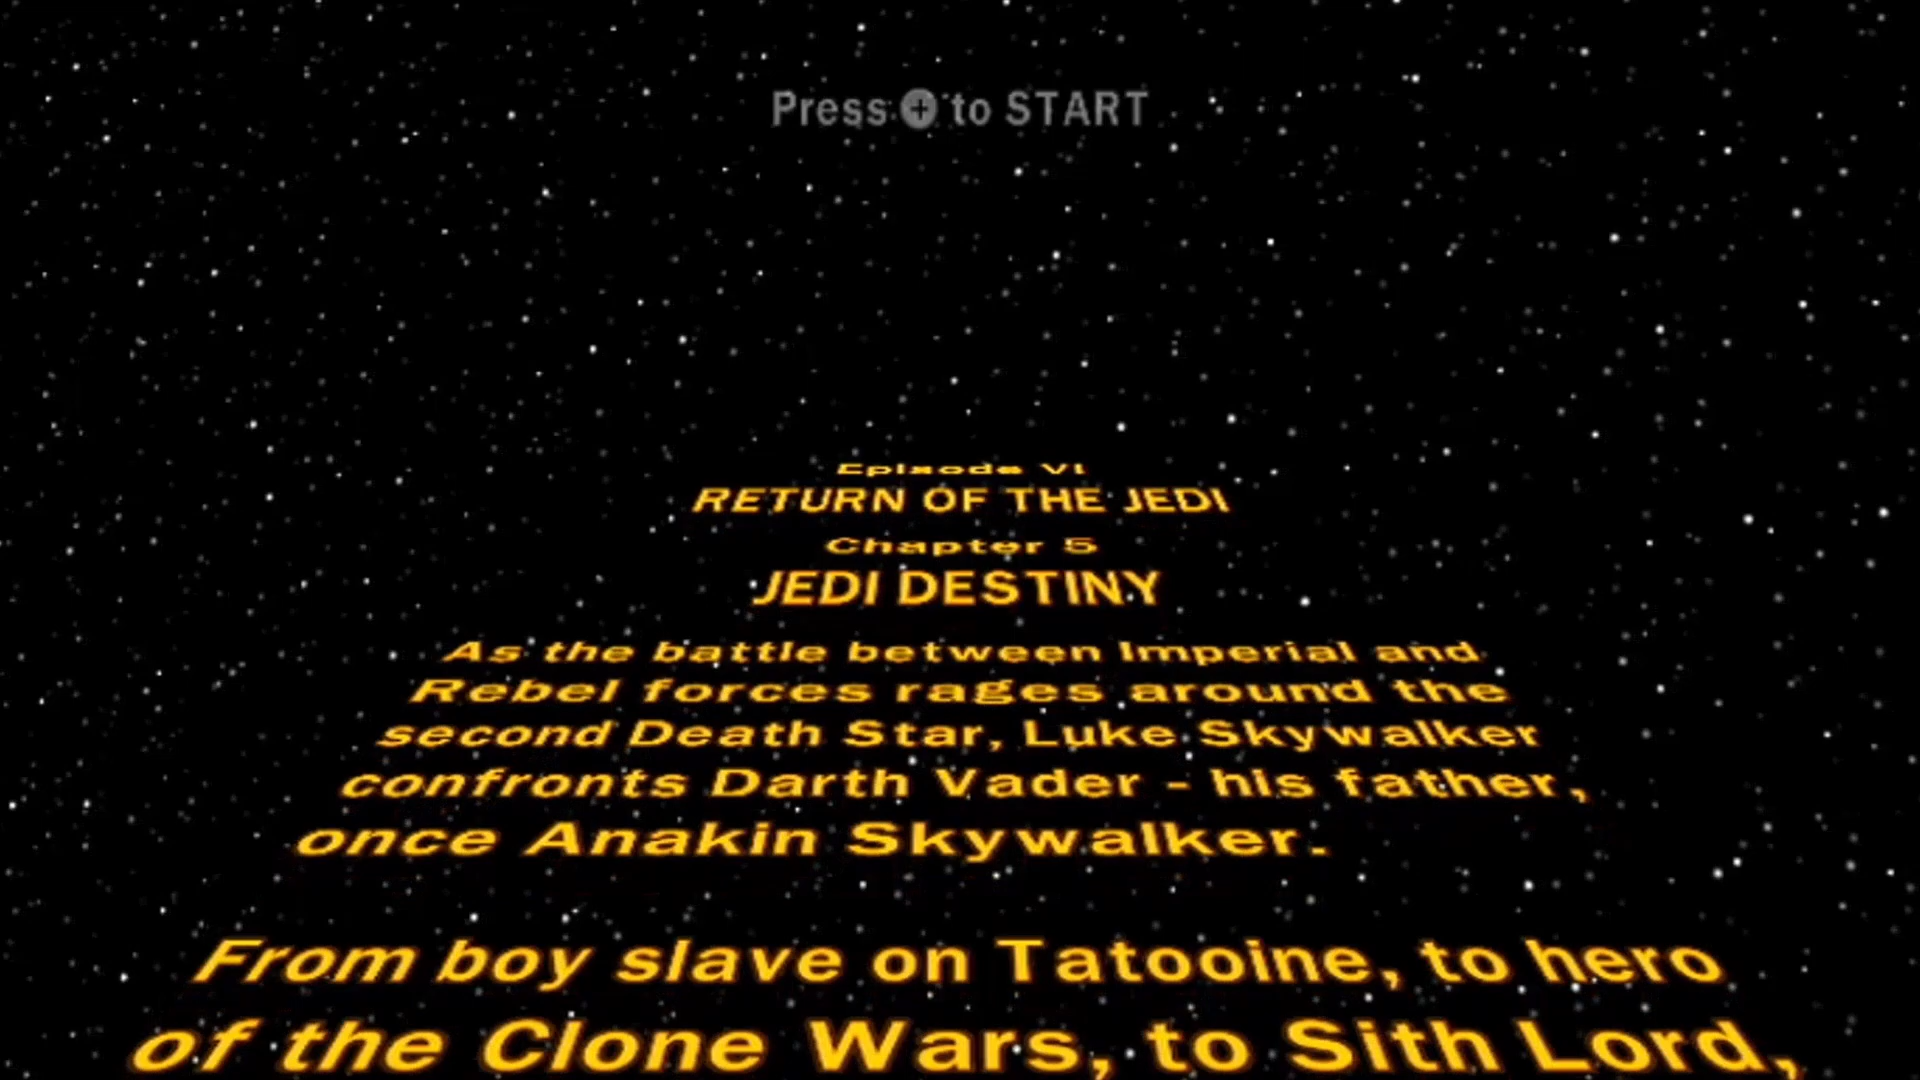 Press + to START
Episode VI
RETURN OF THE JEDI
Chapter 5
JEDI DESTINY
As the battle between Imperial and
Rebel forces rages around the
second Death Star, Luke Skywalker
confronts Darth Vader - his father,
once Anakin Skywalker.
From boy slave on Tatooine, to hero
of the Clone Wars, to Sith Lord,